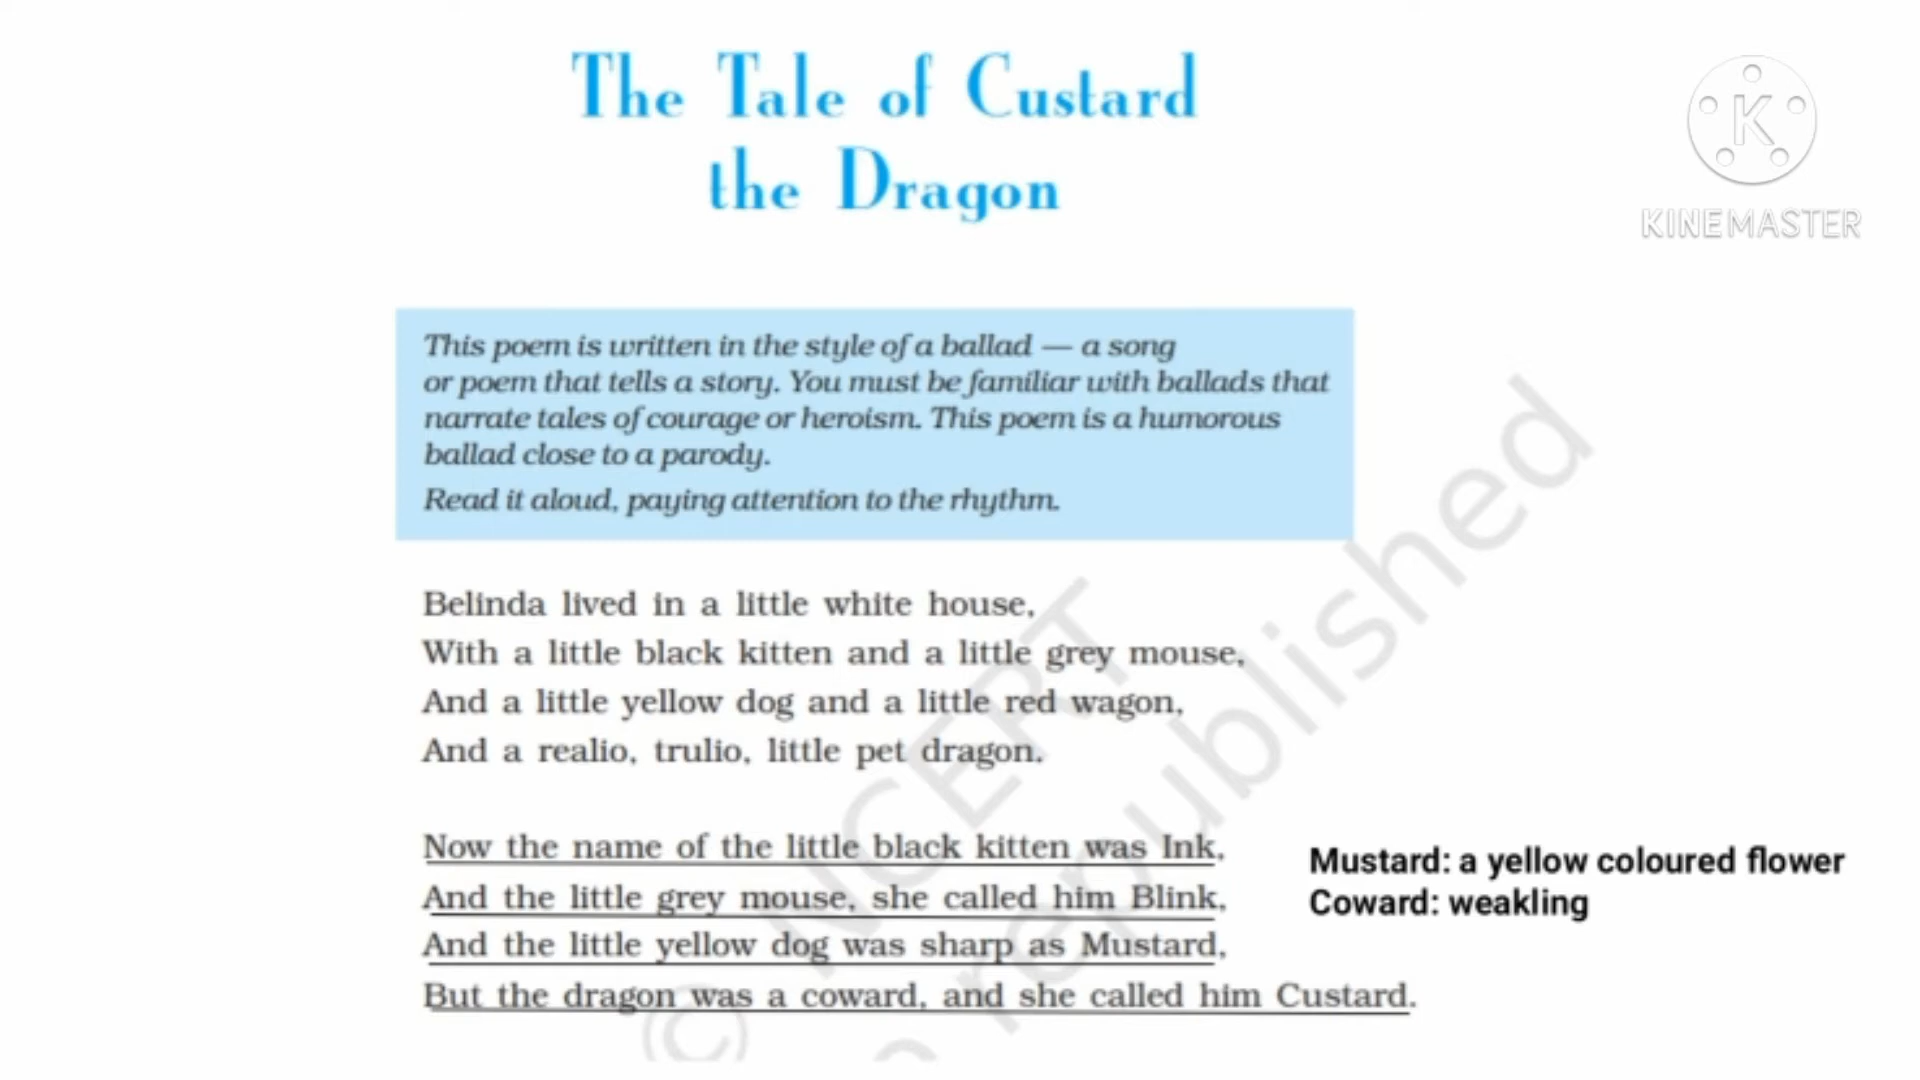 The Tale of Custard
the Dragon
K
KINEMASTER
This poem is written in the style of a ballad — a song
or poem that tells a story. You must be familiar with ballads that
narrate tales of courage or heroism. This poem is a humorous
ballad close to a parody.
Read it aloud, paying attention to the rhythm.
Belinda lived in a little white house,
With a little black kitten and a little grey mouse,
And a little yellow dog and a little red wagon,
And a realio, trulio, little pet dragon.
Now the name of the little black kitten was Ink,
And the little grey mouse, she called him Blink,
And the little yellow dog was sharp as Mustard,
But the dragon was a coward, and she called him Custard.
Mustard: a yellow coloured flower
Coward: weakling
© NCERT
republished